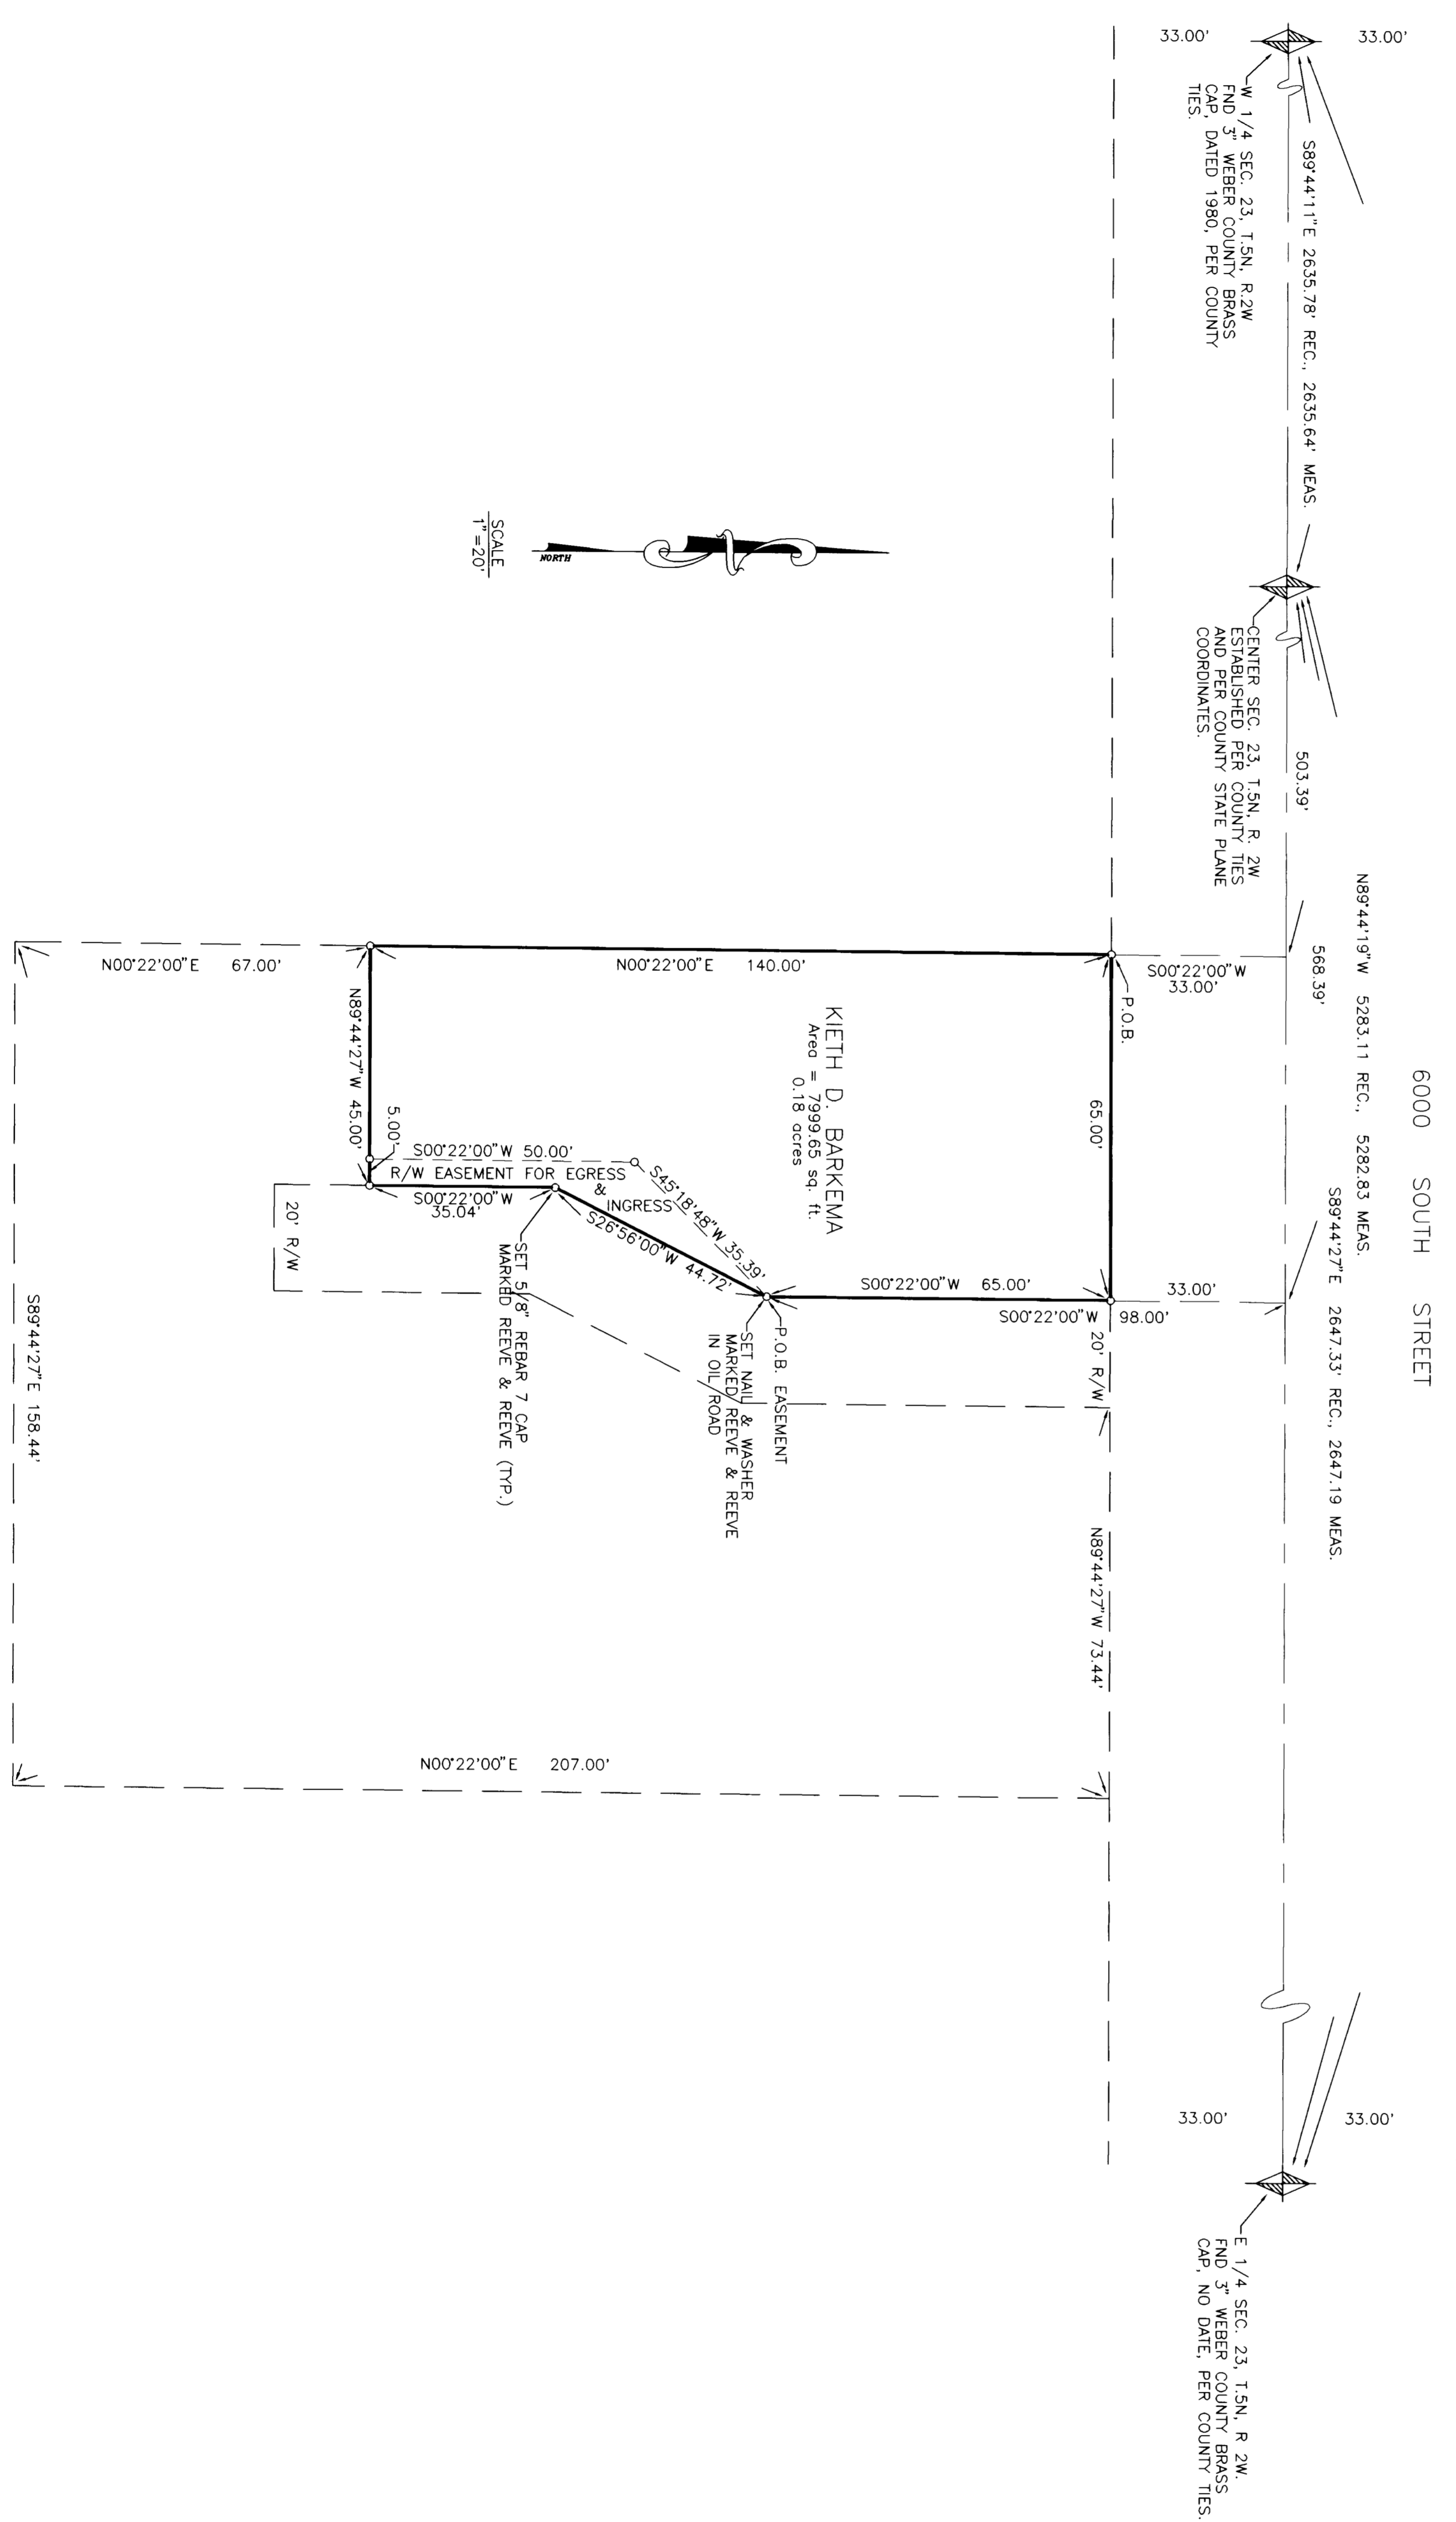 6000 SOUTH STREET
N89°44'19"W 5283.11 REC., 5282.83 MEAS.
S89°44'27"E 2647.33' REC., 2647.19 MEAS.
S89°44'11"E 2635.78' REC., 2635.64' MEAS.
568.39'
503.39'
33.00'
33.00'
33.00'
33.00'
W 1/4 SEC. 23, T.5N, R.2W
FND 3" WEBER COUNTY BRASS
CAP, DATED 1980, PER COUNTY
TIES.
CENTER SEC. 23, T.5N, R. 2W
ESTABLISHED PER COUNTY TIES
AND PER COUNTY STATE PLANE
COORDINATES.
E 1/4 SEC. 23, T.5N, R 2W.
FND 3" WEBER COUNTY BRASS
CAP, NO DATE, PER COUNTY TIES.
S00°22'00"W
33.00'
33.00'
P.O.B.
65.00'
S00°22'00"W 98.00'
20' R/W
N89°44'27"W 73.44'
S00°22'00"W 65.00'
N00°22'00"E 140.00'
KIETH D. BARKEMA
Area = 7999.65 sq. ft.
0.18 acres
P.O.B. EASEMENT
SET NAIL & WASHER
MARKED REEVE & REEVE
IN OIL ROAD
S45°18'48"W 35.39'
S26°56'00"W 44.72'
S00°22'00"W 50.00'
R/W EASEMENT FOR EGRESS
&
INGRESS
S00°22'00"W
35.04'
SET 5/8" REBAR 7 CAP
MARKED REEVE & REEVE (TYP.)
5.00'
N89°44'27"W 45.00'
20' R/W
N00°22'00"E 67.00'
N00°22'00"E 207.00'
S89°44'27"E 158.44'
NORTH
SCALE
1"=20'